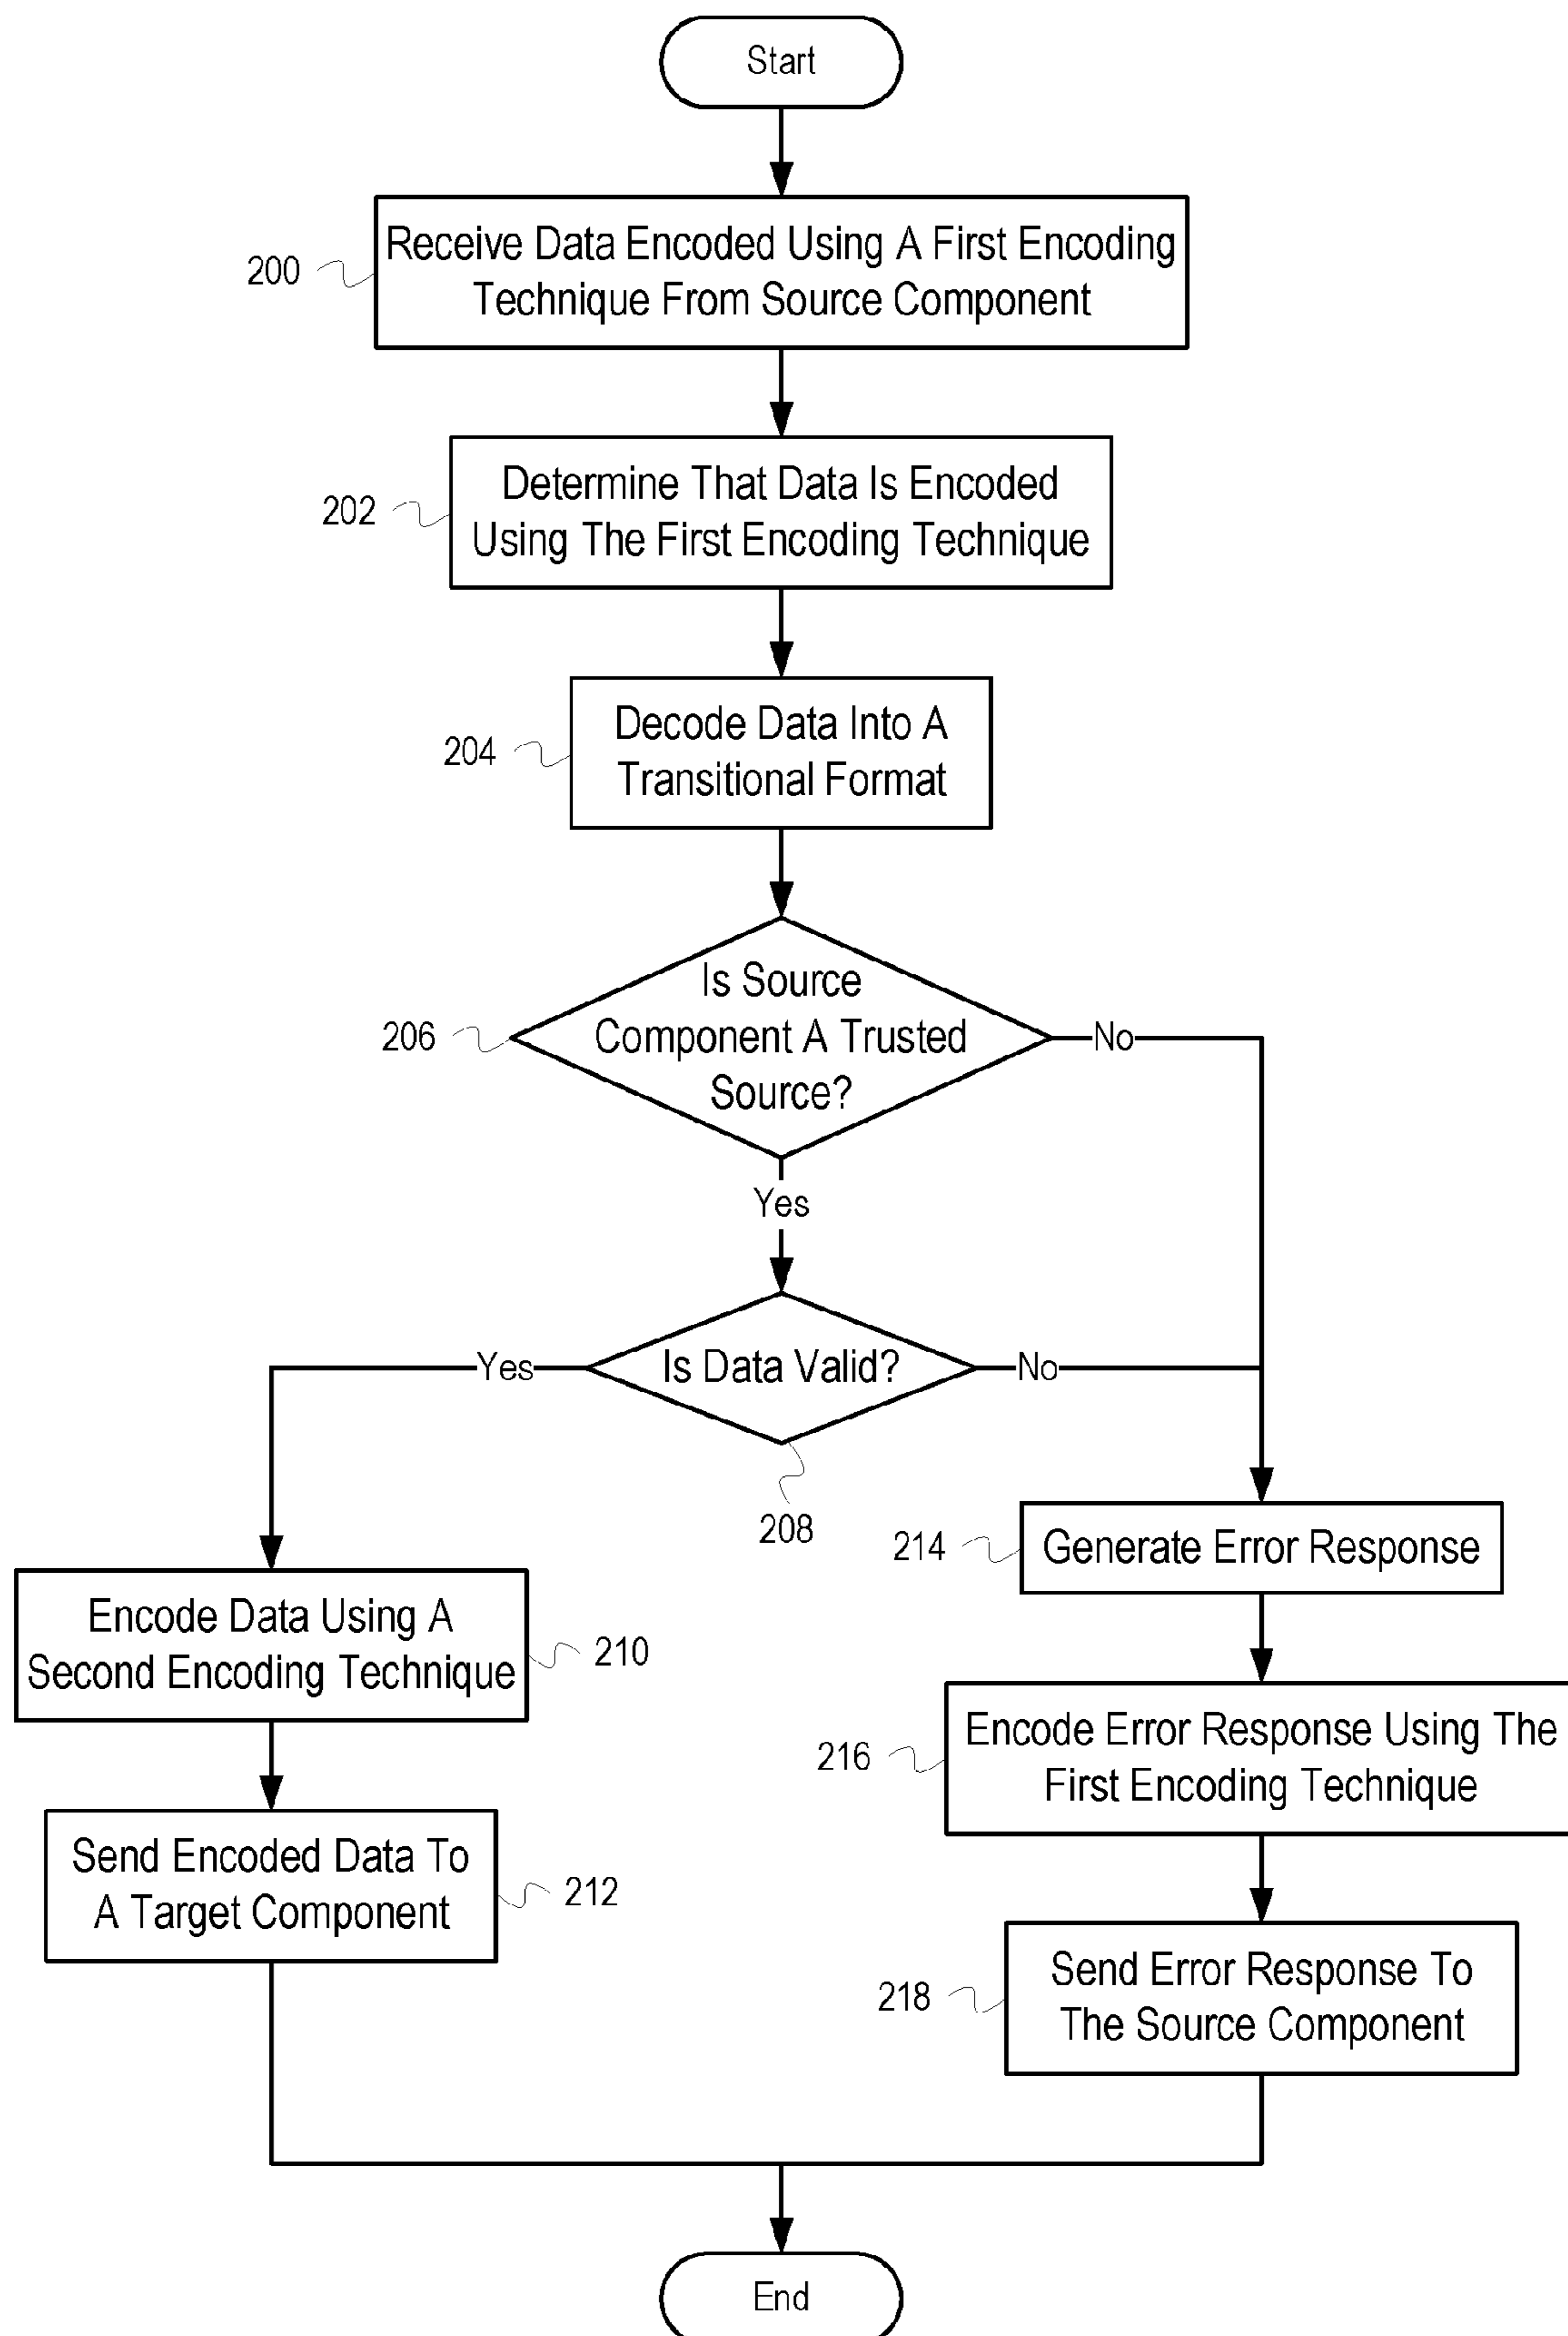 Start
200
Receive Data Encoded Using A First Encoding
Technique From Source Component
202
Determine That Data Is Encoded
Using The First Encoding Technique
204
Decode Data Into A
Transitional Format
206
Is Source
Component A Trusted
Source?
No
Yes
Yes
Is Data Valid?
No
208
214
Generate Error Response
Encode Data Using A
Second Encoding Technique
210
216
Encode Error Response Using The
First Encoding Technique
Send Encoded Data To
A Target Component
212
218
Send Error Response To
The Source Component
End